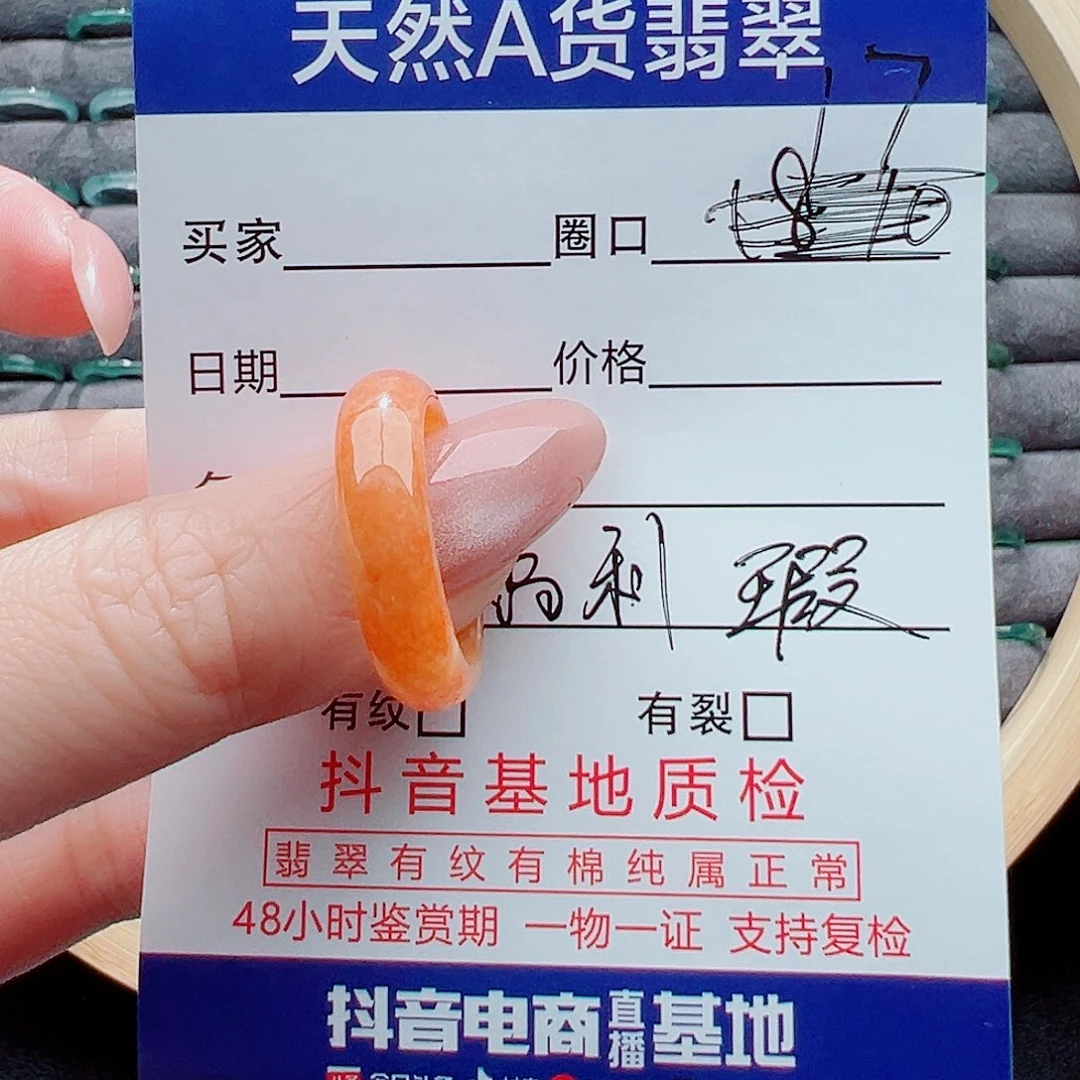 天然A货翡翠
17
买家 圈口
日期 价格
利 瑕
有纹 有裂
抖音基地质检
翡翠有纹有棉纯属正常
48小时鉴赏期 一物一证 支持复检
抖音电商直播基地